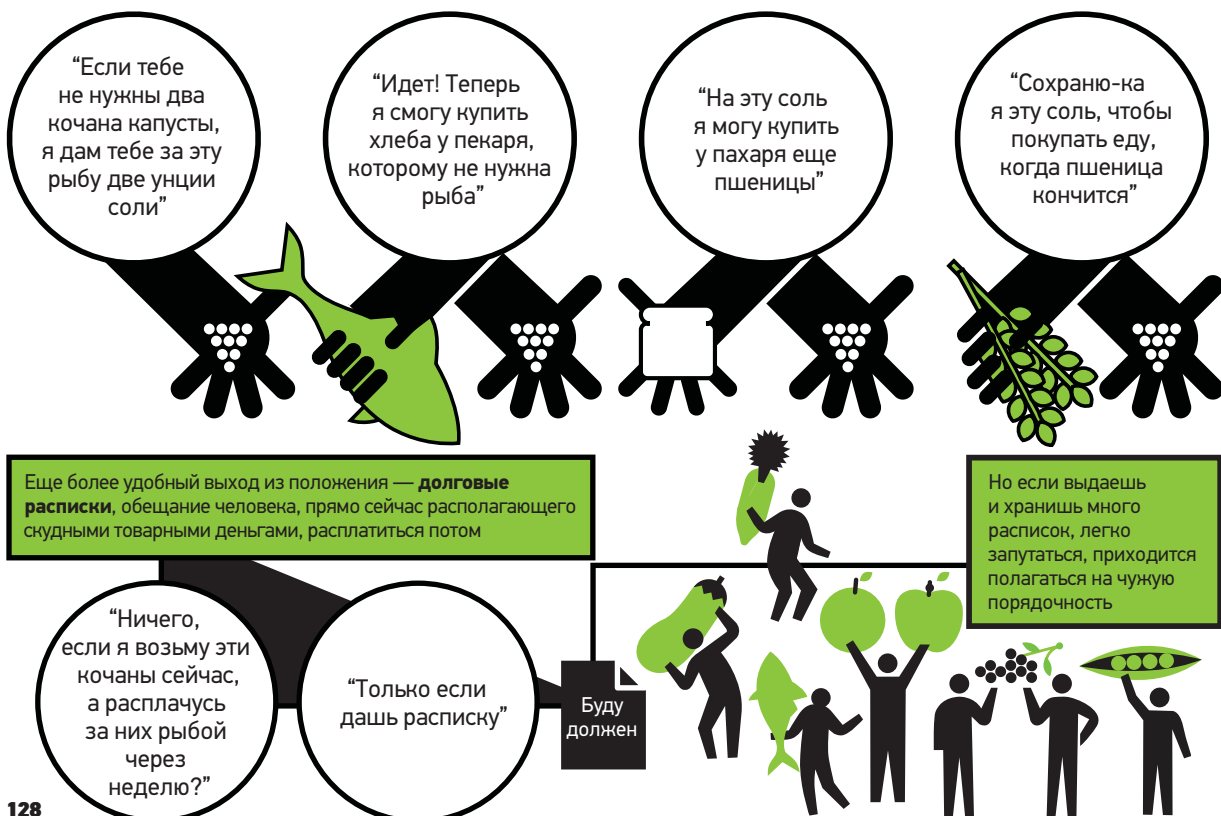 “Если тебе
не нужны два
кочана капусты,
я дам тебе за эту
рыбу две унции
соли”
“Идет! Теперь
я смогу купить
хлеба у пекаря,
которому не нужна
рыба”
“На эту соль
я могу купить
у пахаря еще
пшеницы”
“Сохраню-ка
я эту соль, чтобы
покупать еду,
когда пшеница
кончится”
Еще более удобный выход из положения — долговые
расписки, обещание человека, прямо сейчас располагающего
скудными товарными деньгами, расплатиться потом
Но если выдаешь
и хранишь много
расписок, легко
запутаться, приходится
полагаться на чужую
порядочность
“Ничего,
если я возьму эти
кочаны сейчас,
а расплачусь
за них рыбой
через
неделю?”
“Только если
дашь расписку”
Буду
должен
128